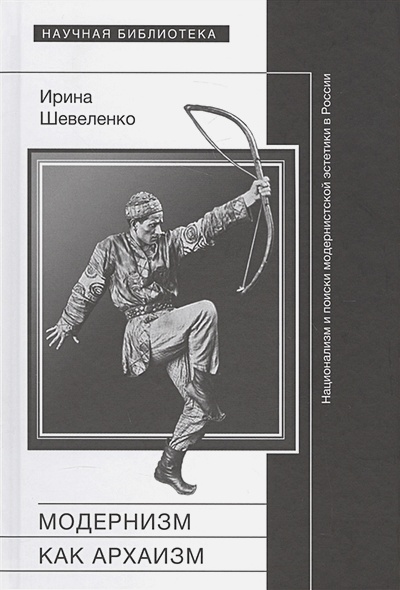 НАУЧНАЯ БИБЛИОТЕКА
Ирина
Шевеленко
Национализм и поиски модернистской эстетики в России
МОДЕРНИЗМ
КАК АРХАИЗМ